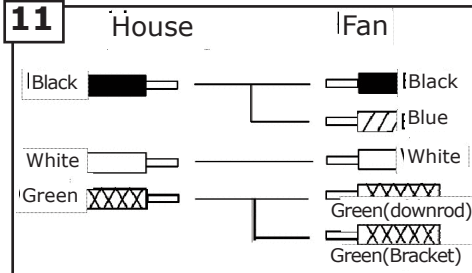 11
House Fan
Black Black
Blue
White White
Green
Green(downrod)
Green(Bracket)